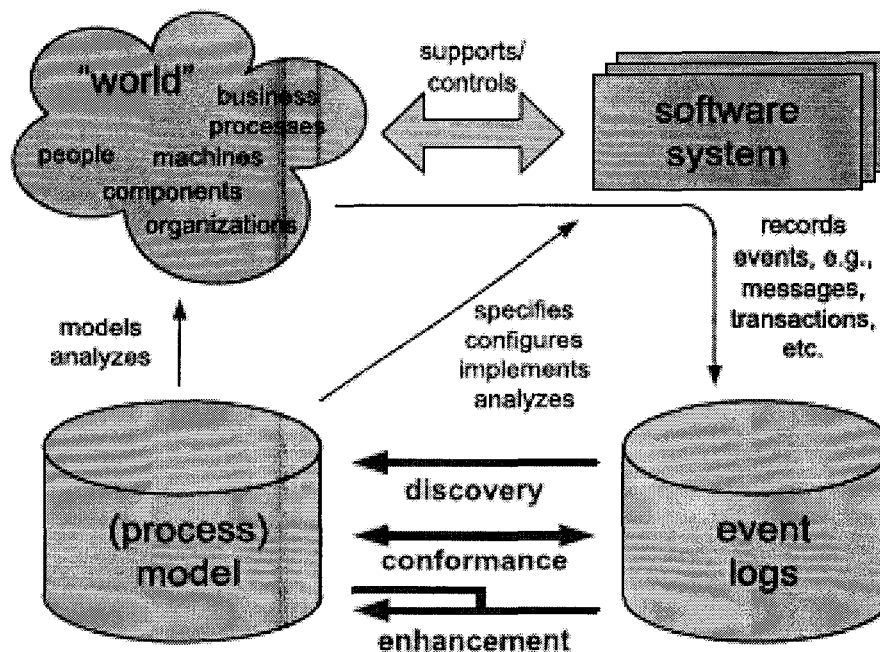 "world"
business
processes
people machines
components
organizations
supports/
controls
software
system
records
events, e.g.,
messages,
transactions,
etc.
models
analyzes
specifies
configures
implements
analyzes
(process)
model
discovery
conformance
enhancement
event
logs